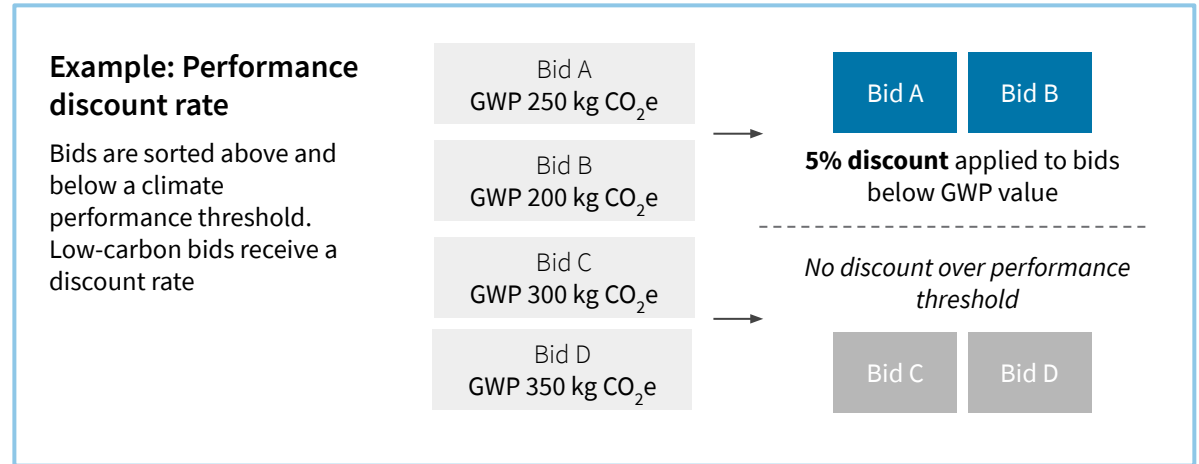 Example: Performance
discount rate
Bids are sorted above and
below a climate
performance threshold.
Low-carbon bids receive a
discount rate
Bid A
GWP 250 kg CO₂e
Bid B
GWP 200 kg CO₂e
Bid C
GWP 300 kg CO₂e
Bid D
GWP 350 kg CO₂e
Bid A
Bid B
5% discount applied to bids
below GWP value
No discount over performance
threshold
Bid C
Bid D